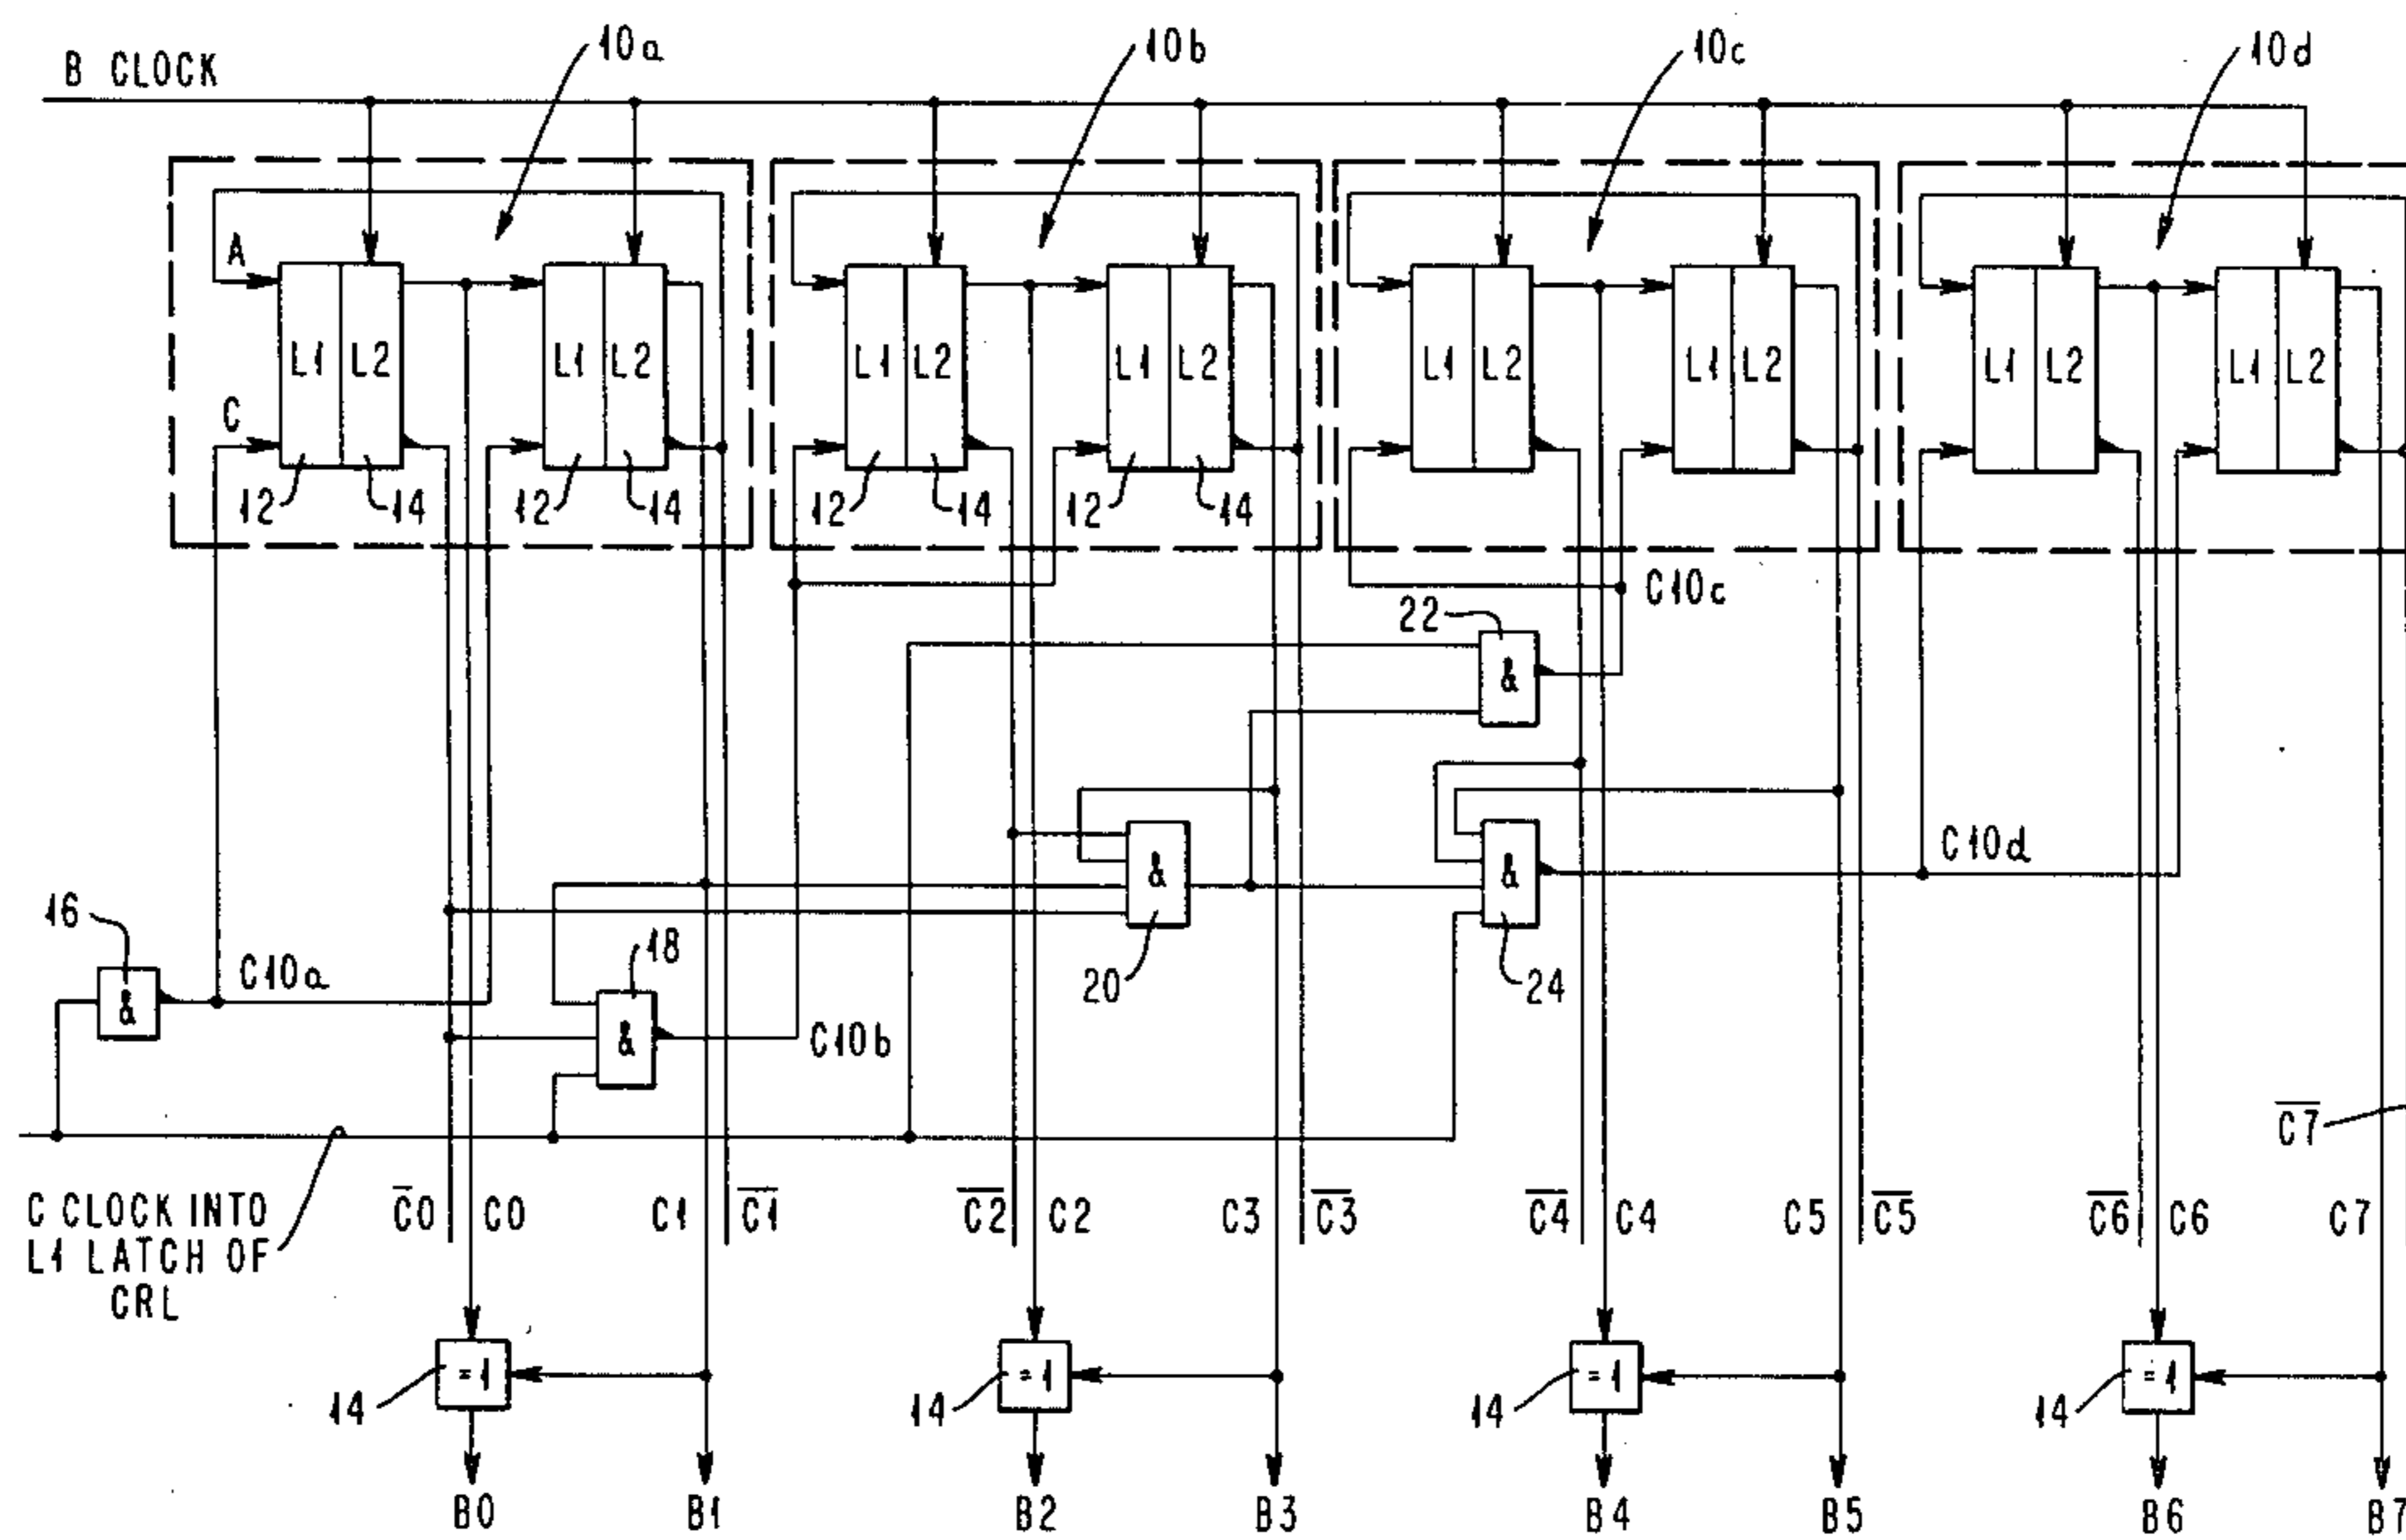 B CLOCK
10a
10b
10c
10d
A
C
L1 L2
L1 L2
L1 L2
L1 L2
L1 L2
L1 L2
L1 L2
L1 L2
12
14
12
14
12
14
12
14
C10c
22
&
C10d
&
&
16
18
20
24
C10a
&
&
C10b
C7̅
C CLOCK INTO
L1 LATCH OF
CRL
C̅0 C0
C1 C̅1̅
C̅2̅ C2
C3 C̅3̅
C̅4̅ C4
C5 C̅5̅
C̅6̅ C6
C7
=1
=1
=1
=1
14
14
14
14
B0
B1
B2
B3
B4
B5
B6
B7